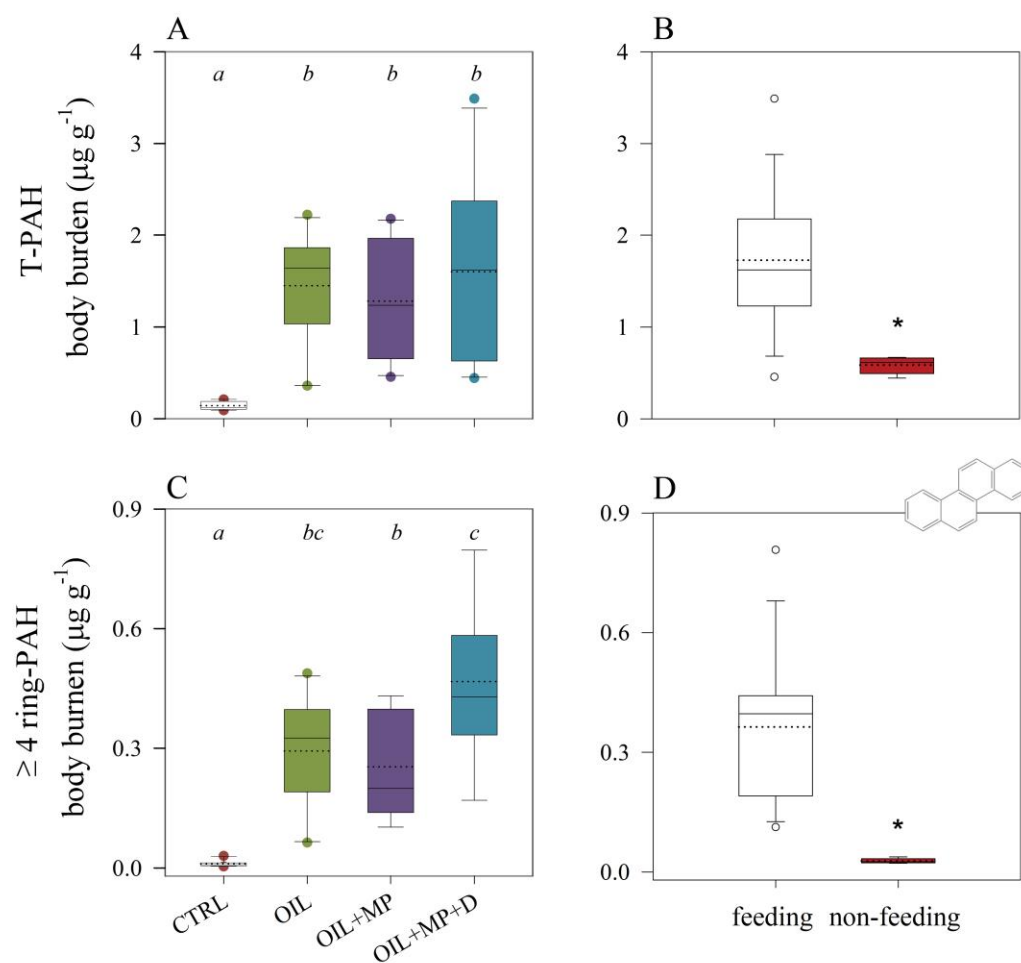 A
B
T-PAH
body burden (µg g⁻¹)
4
3
2
1
0
a
b
b
b
4
3
2
1
0
*
C
D
≥ 4 ring-PAH
body burnen (µg g⁻¹)
0.9
0.6
0.3
0.0
a
bc
b
c
CTRL
OIL
OIL+MP
OIL+MP+D
0.9
0.6
0.3
0.0
*
feeding non-feeding